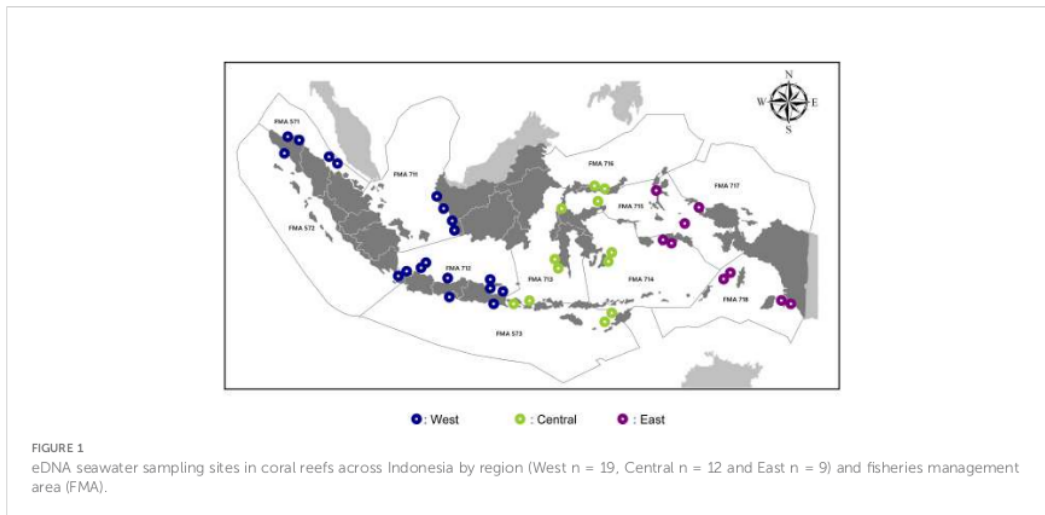 N
W E
S
FMA 571
FMA 711
FMA 716
FMA 717
FMA 715
FMA 572
FMA 712
FMA 713
FMA 714
FMA 718
FMA 573
: West : Central : East
FIGURE 1
eDNA seawater sampling sites in coral reefs across Indonesia by region (West n = 19, Central n = 12 and East n = 9) and fisheries management
area (FMA).